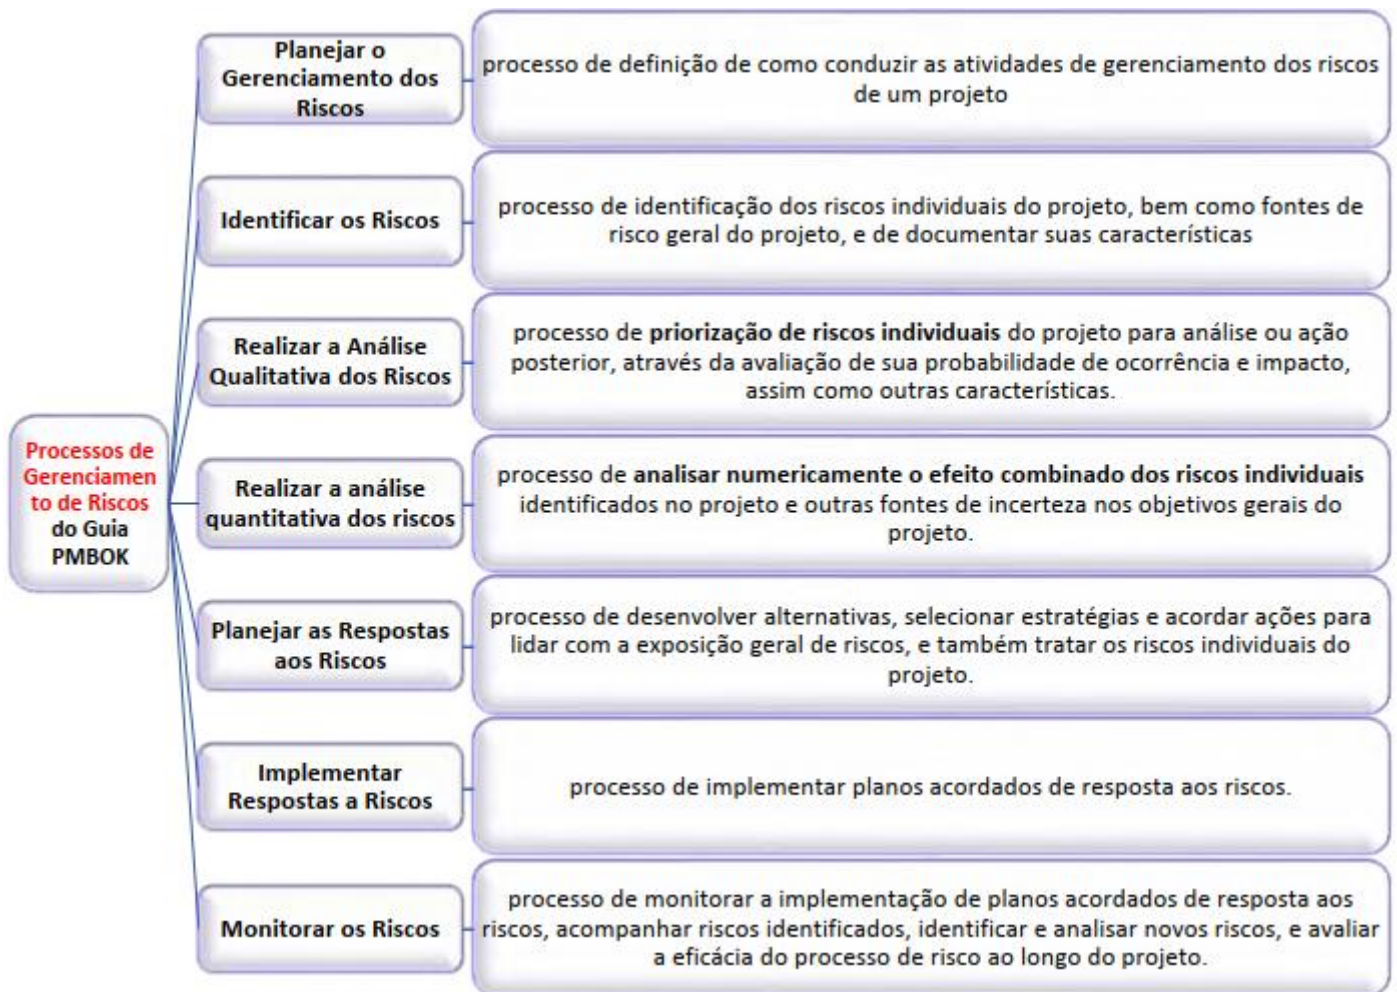 Processos de
Gerenciamen
to de Riscos
do Guia
PMBOK
Planejar o
Gerenciamento dos
Riscos
processo de definição de como conduzir as atividades de gerenciamento dos riscos
de um projeto
Identificar os Riscos
processo de identificação dos riscos individuais do projeto, bem como fontes de
risco geral do projeto, e de documentar suas características
Realizar a Análise
Qualitativa dos Riscos
processo de priorização de riscos individuais do projeto para análise ou ação
posterior, através da avaliação de sua probabilidade de ocorrência e impacto,
assim como outras características.
Realizar a análise
quantitativa dos riscos
processo de analisar numericamente o efeito combinado dos riscos individuais
identificados no projeto e outras fontes de incerteza nos objetivos gerais do
projeto.
Planejar as Respostas
aos Riscos
processo de desenvolver alternativas, selecionar estratégias e acordar ações para
lidar com a exposição geral de riscos, e também tratar os riscos individuais do
projeto.
Implementar
Respostas a Riscos
processo de implementar planos acordados de resposta aos riscos.
Monitorar os Riscos
processo de monitorar a implementação de planos acordados de resposta aos
riscos, acompanhar riscos identificados, identificar e analisar novos riscos, e avaliar
a eficácia do processo de risco ao longo do projeto.